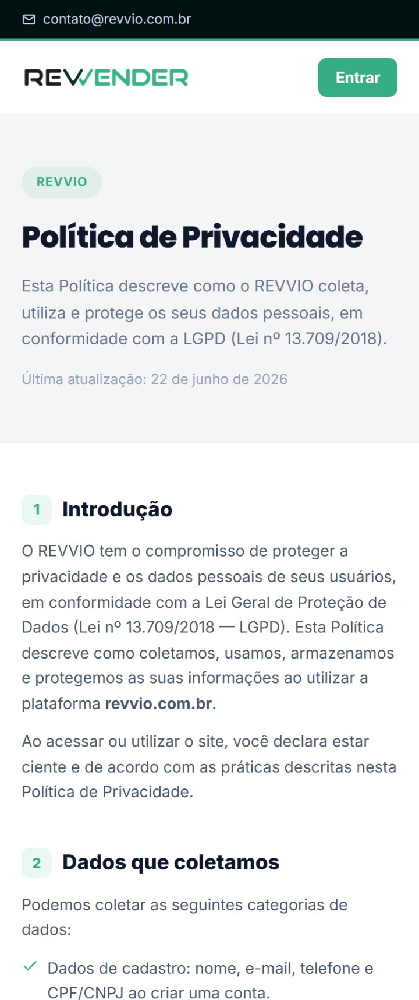 contato@revvio.com.br
REVVENDER
Entrar
REVVIO
Política de Privacidade
Esta Política descreve como o REVVIO coleta,
utiliza e protege os seus dados pessoais, em
conformidade com a LGPD (Lei nº 13.709/2018).
Última atualização: 22 de junho de 2026
1 Introdução
O REVVIO tem o compromisso de proteger a
privacidade e os dados pessoais de seus usuários,
em conformidade com a Lei Geral de Proteção de
Dados (Lei nº 13.709/2018 — LGPD). Esta Política
descreve como coletamos, usamos, armazenamos
e protegemos as suas informações ao utilizar a
plataforma revvio.com.br.
Ao acessar ou utilizar o site, você declara estar
ciente e de acordo com as práticas descritas nesta
Política de Privacidade.
2 Dados que coletamos
Podemos coletar as seguintes categorias de
dados:
Dados de cadastro: nome, e-mail, telefone e
CPF/CNPJ ao criar uma conta.